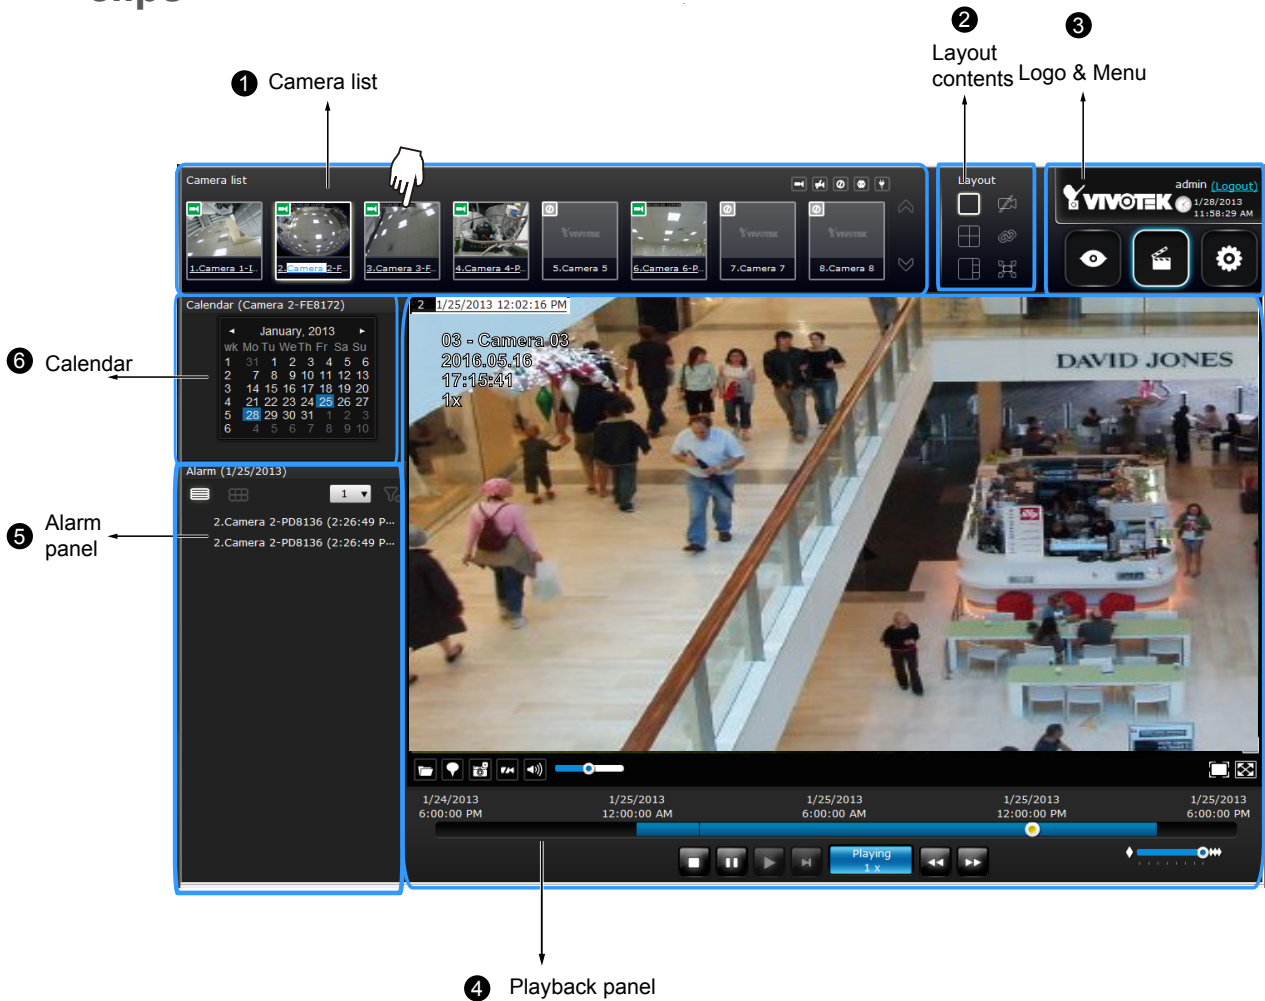 2
3
Layout
contents
Logo & Menu
1 Camera list
Camera list
Layout
admin (Logout)
VIVOTEK
1/28/2013
11:58:29 AM
VIVOTEK
VIVOTEK
VIVOTEK
1.Camera 1-I...
2.Camera 2-F...
3.Camera 3-F...
4.Camera 4-P...
5.Camera 5
6.Camera 6-P...
7.Camera 7
8.Camera 8
Calendar (Camera 2-FE8172)
January, 2013
wk Mo Tu We Th Fr Sa Su
1 31 1 2 3 4 5 6
2 7 8 9 10 11 12 13
3 14 15 16 17 18 19 20
4 21 22 23 24 25 26 27
5 28 29 30 31 1 2 3
6 4 5 6 7 8 9 10
6 Calendar
2 1/25/2013 12:02:16 PM
03 - Camera 03
2016.05.16
17:15:41
1x
DAVID JONES
Alarm (1/25/2013)
1
2.Camera 2-PD8136 (2:26:49 P...
2.Camera 2-PD8136 (2:26:49 P...
5 Alarm
panel
1/24/2013
6:00:00 PM
1/25/2013
12:00:00 AM
1/25/2013
6:00:00 AM
1/25/2013
12:00:00 PM
1/25/2013
6:00:00 PM
Playing
1 x
4 Playback panel